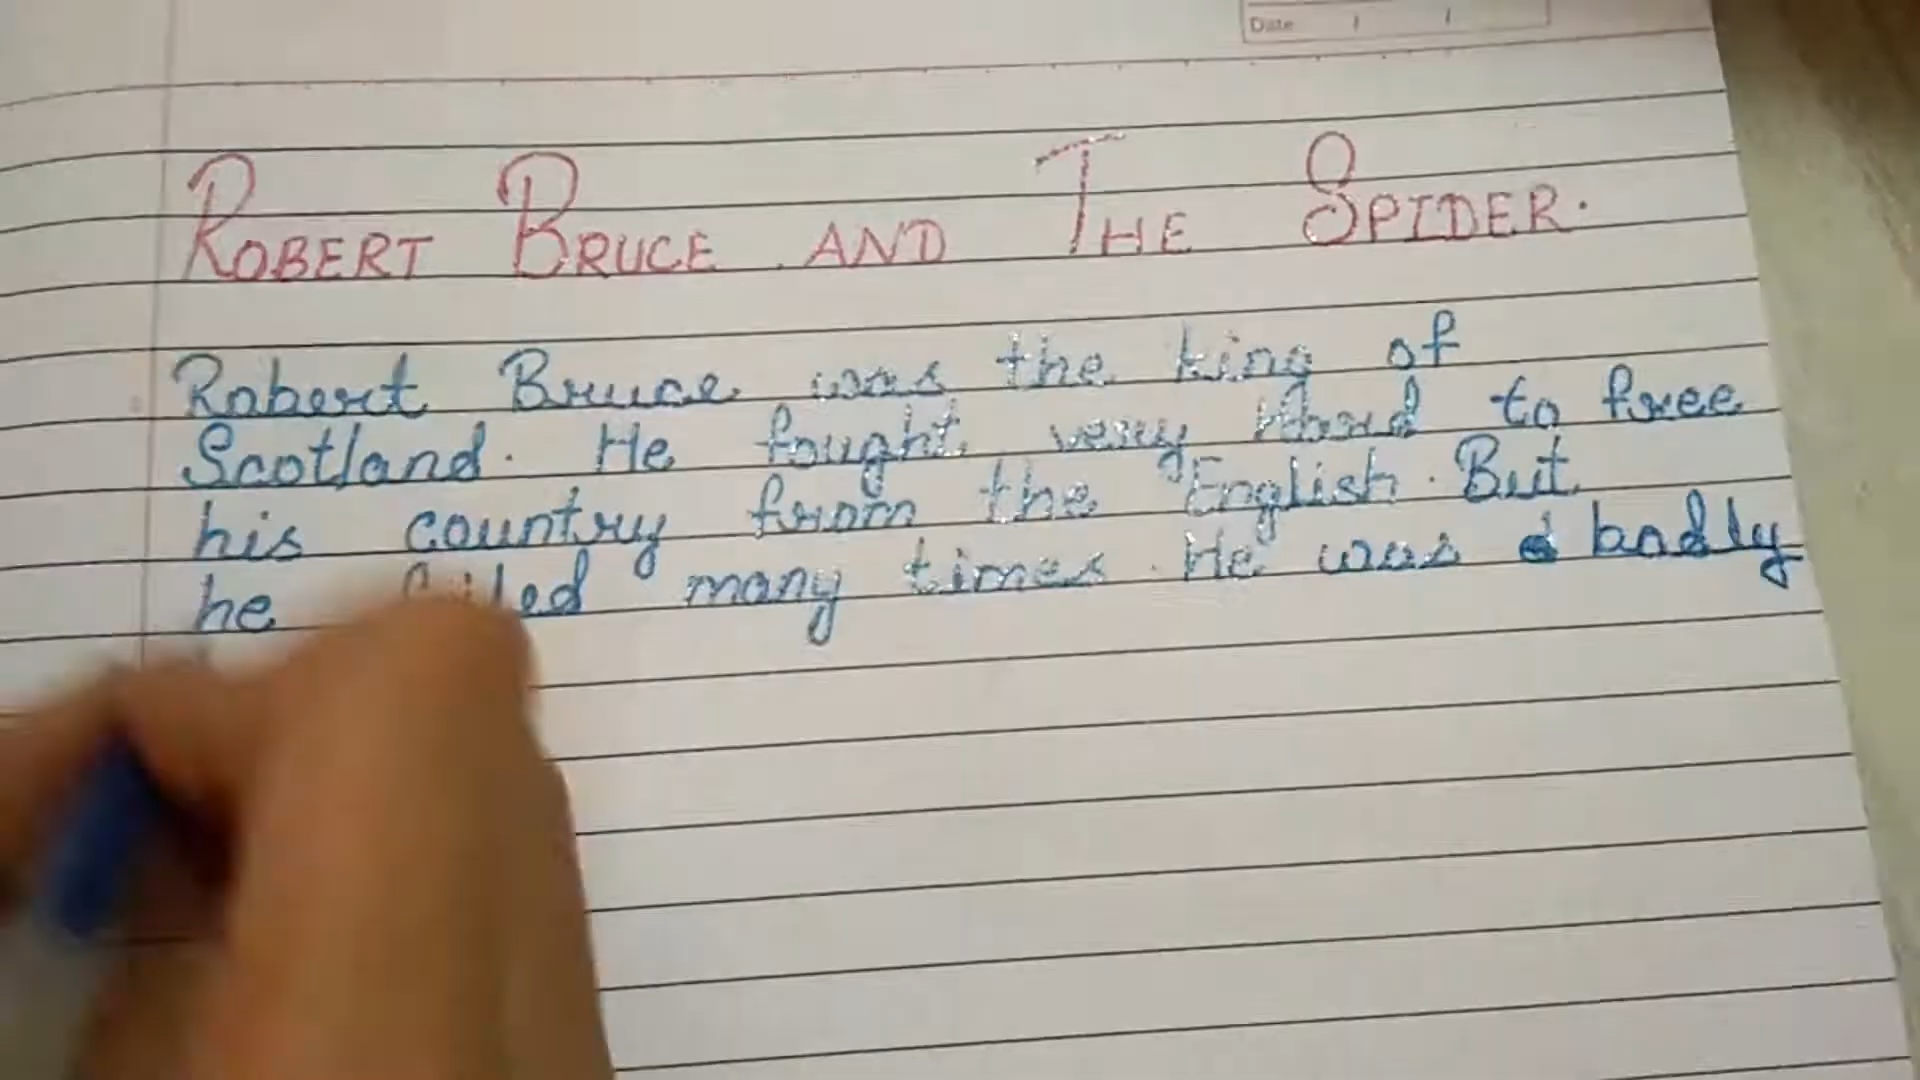 Date / /
ROBERT BRUCE AND THE SPIDER.
Robert Bruce was the king of
Scotland. He fought very hard to free
his country from the English. But
he failed many times. He was badly